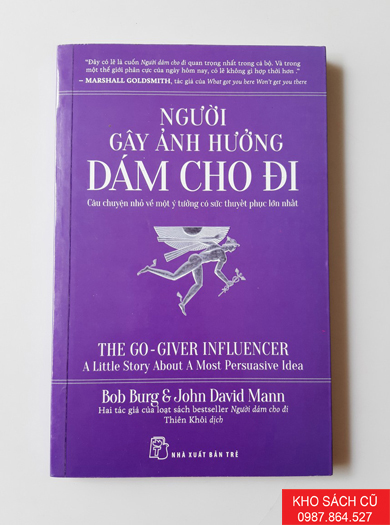 "Đây có lẽ là cuốn Người dám cho đi quan trọng nhất trong cả bộ. Và trong
một thế giới phân cực của ngày hôm nay, có lẽ không gì hợp thời hơn ."
— MARSHALL GOLDSMITH, tác giả của What got you here Won't get you there
NGƯỜI
GÂY ẢNH HƯỞNG
DÁM CHO ĐI
Câu chuyện nhỏ về một ý tưởng có sức thuyết phục lớn nhất
THE GO-GIVER INFLUENCER
A Little Story About A Most Persuasive Idea
Bob Burg & John David Mann
Hai tác giả của loạt sách bestseller Người dám cho đi
Thiên Khôi dịch
NHÀ XUẤT BẢN TRẺ
KHO SÁCH CŨ
0987.864.527